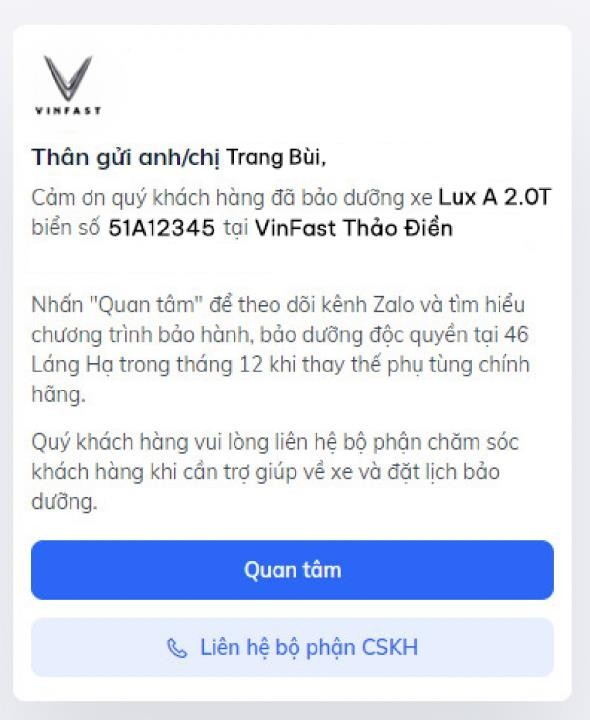 VINFAST
Thân gửi anh/chị Trang Bùi,
Cảm ơn quý khách hàng đã bảo dưỡng xe Lux A 2.0T
biển số 51A12345 tại VinFast Thảo Điền
Nhấn "Quan tâm" để theo dõi kênh Zalo và tìm hiểu
chương trình bảo hành, bảo dưỡng độc quyền tại 46
Láng Hạ trong tháng 12 khi thay thế phụ tùng chính
hãng.
Quý khách hàng vui lòng liên hệ bộ phận chăm sóc
khách hàng khi cần trợ giúp về xe và đặt lịch bảo
dưỡng.
Quan tâm
Liên hệ bộ phận CSKH